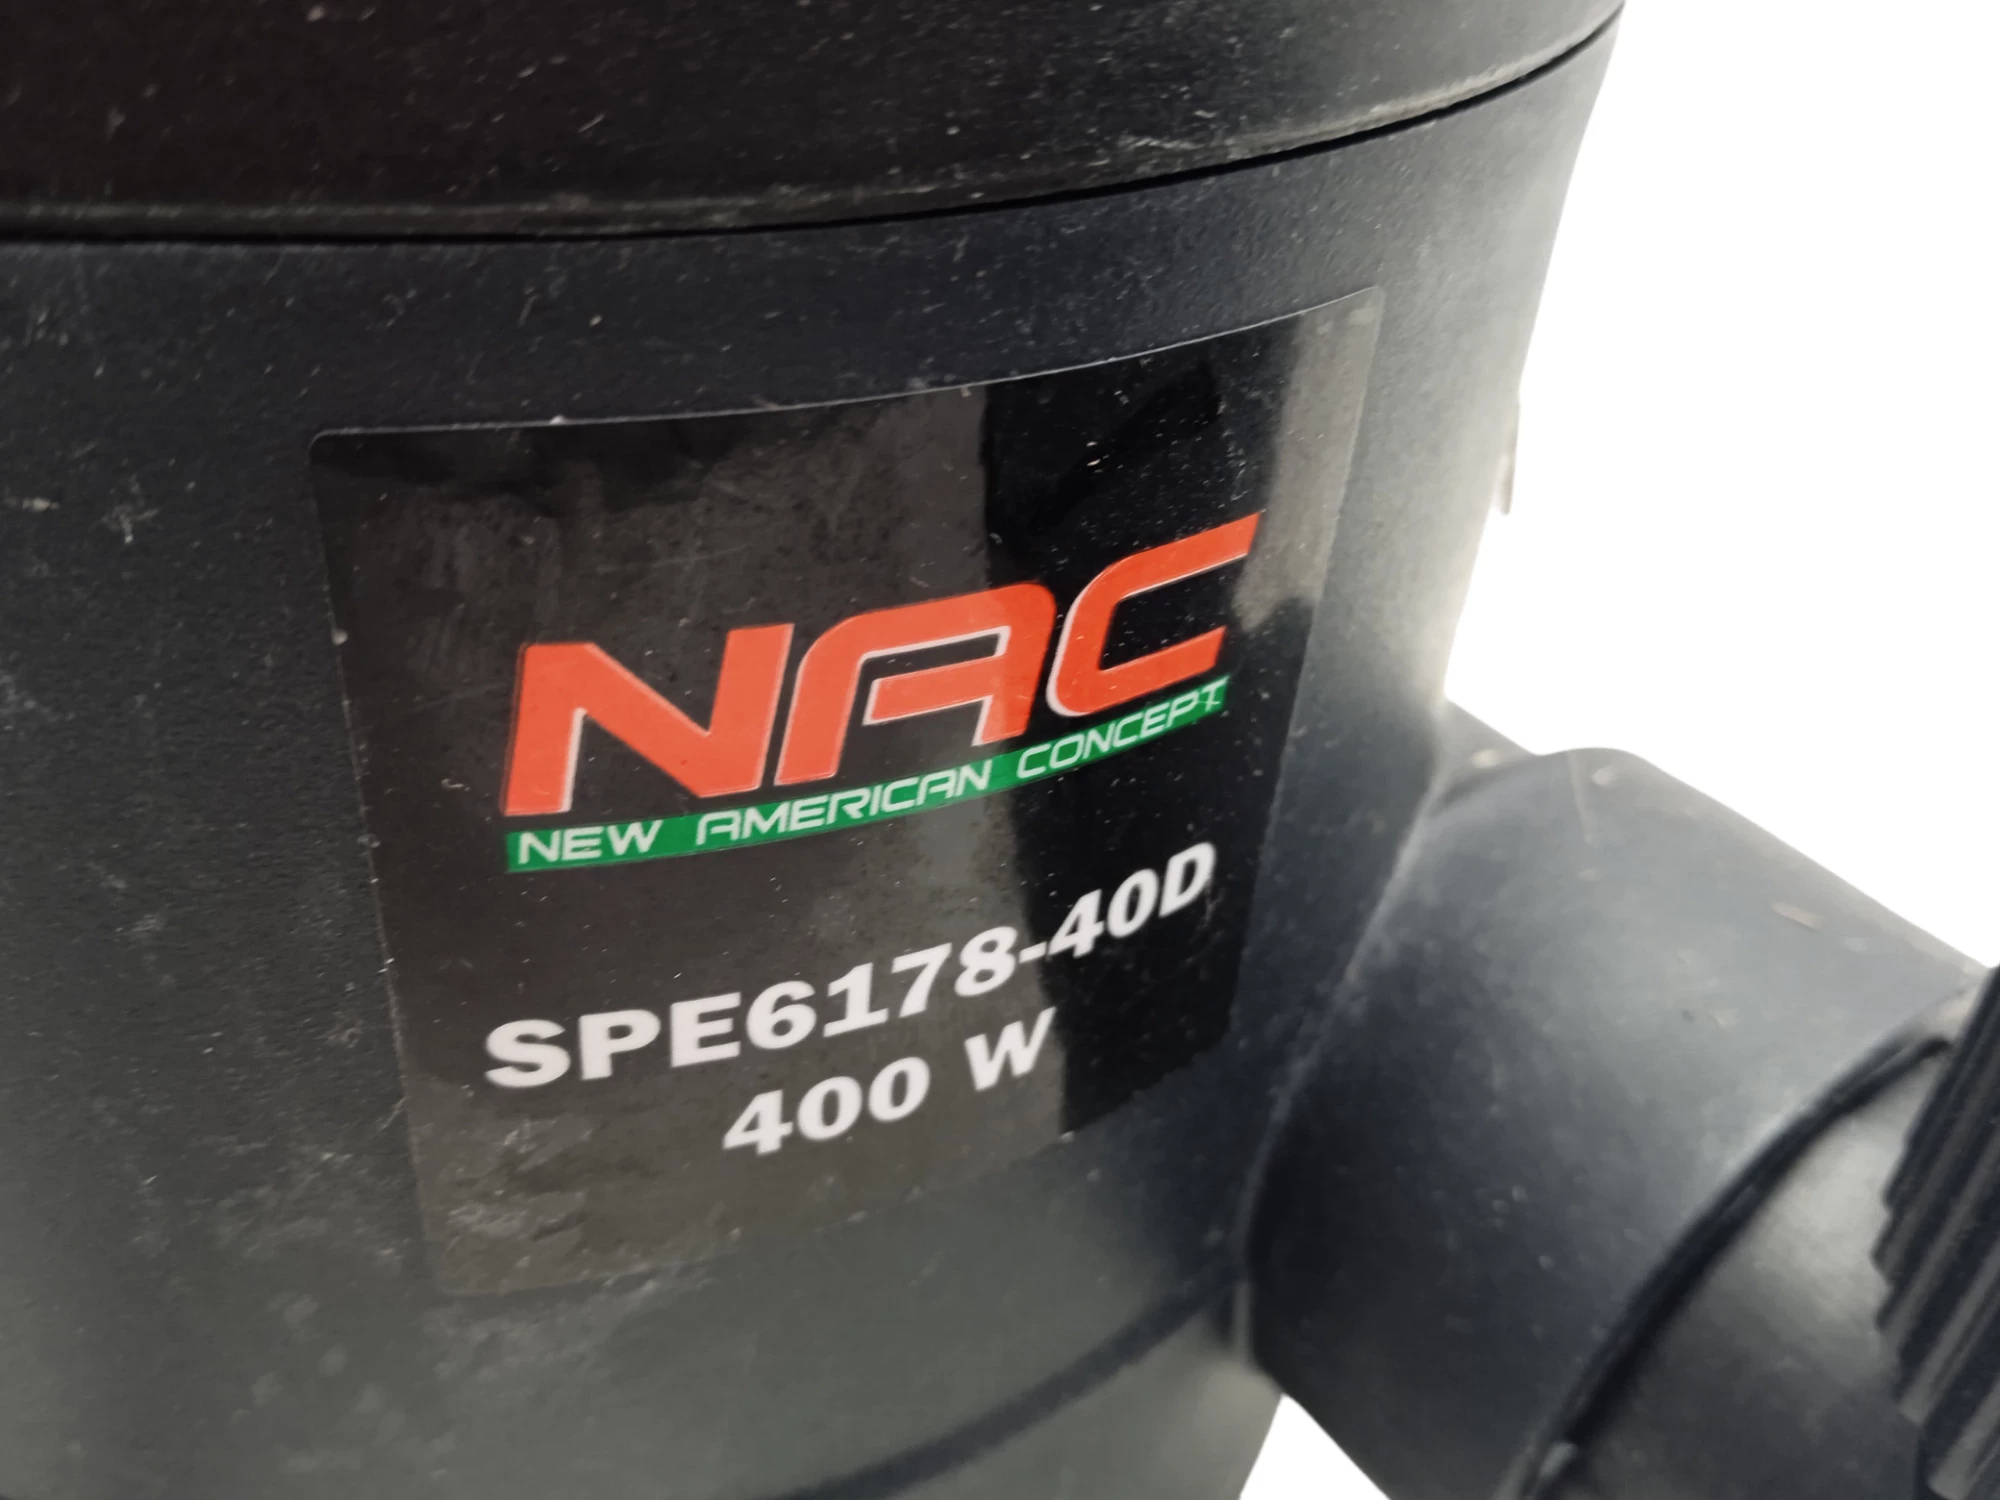 NAC
NEW AMERICAN CONCEPT
SPE6178-40D
400 W